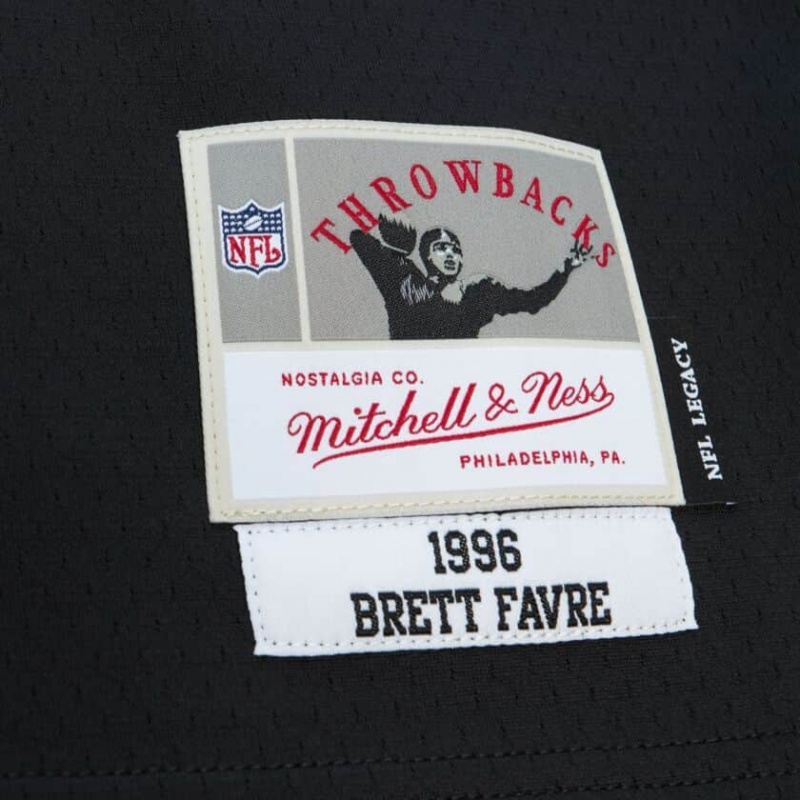 THROWBACKS
NFL
NOSTALGIA CO.
Mitchell & Ness
PHILADELPHIA, PA.
NFL LEGACY
1996
BRETT FAVRE